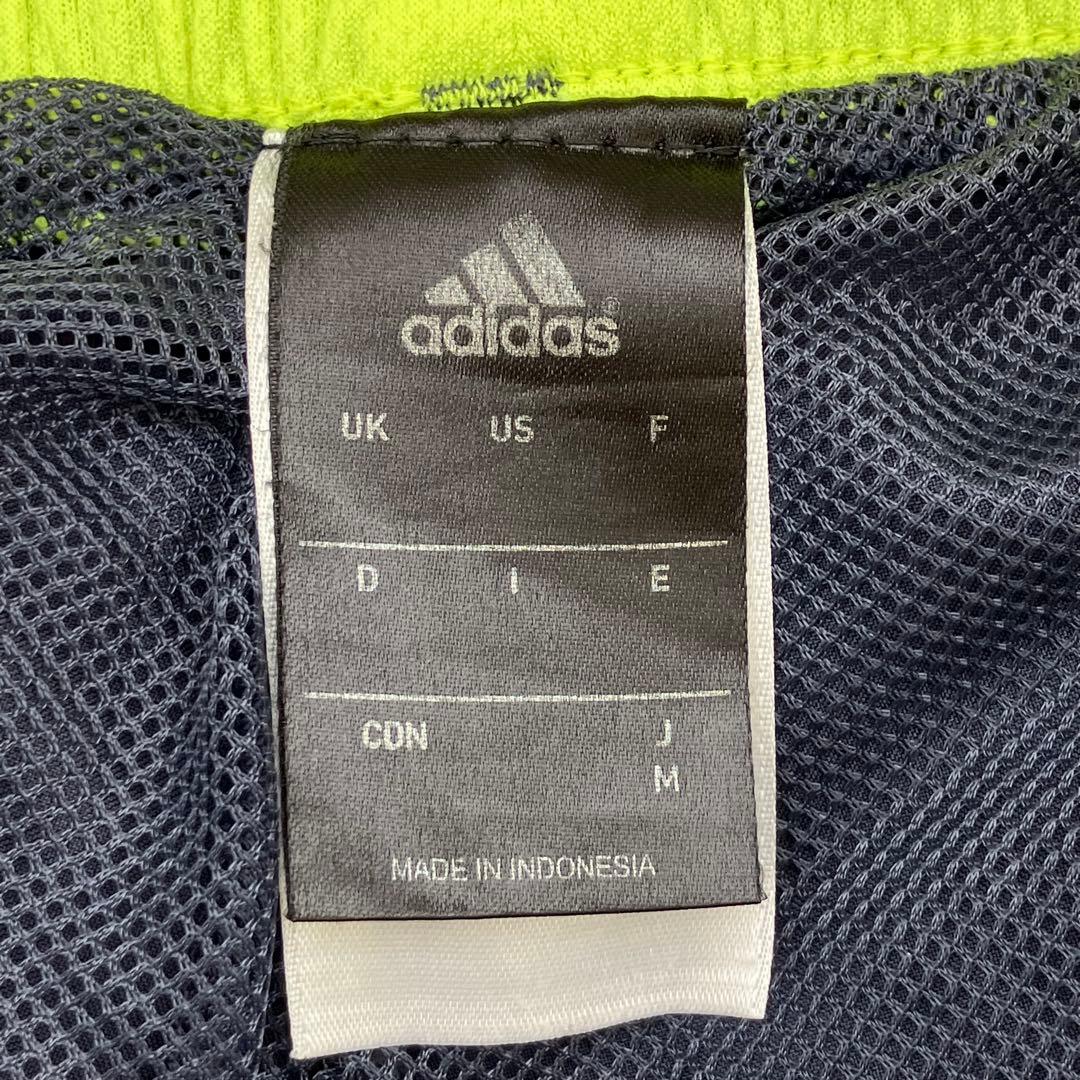 adidas®
UK US F
D I E
CDN J
M
MADE IN INDONESIA